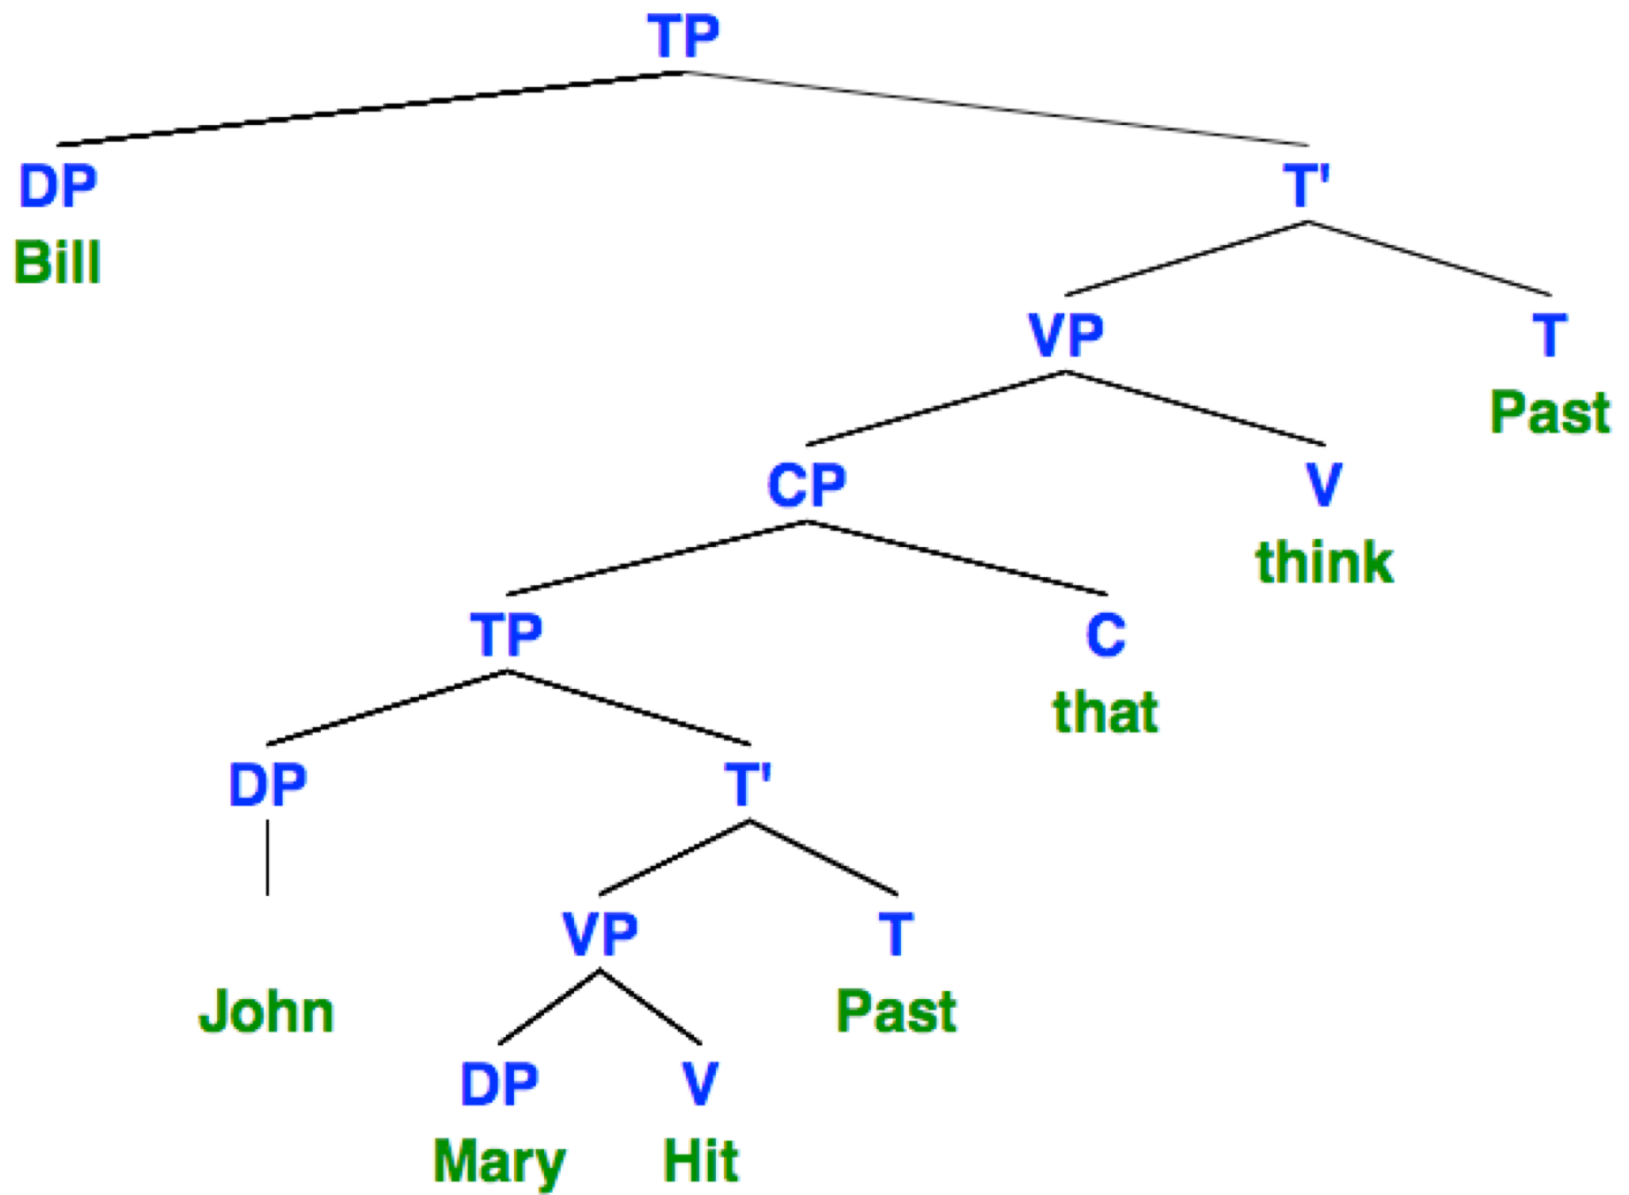 TP
DP T'
Bill
VP T
Past
CP V
think
TP C
that
DP T'
VP T
John Past
DP V
Mary Hit